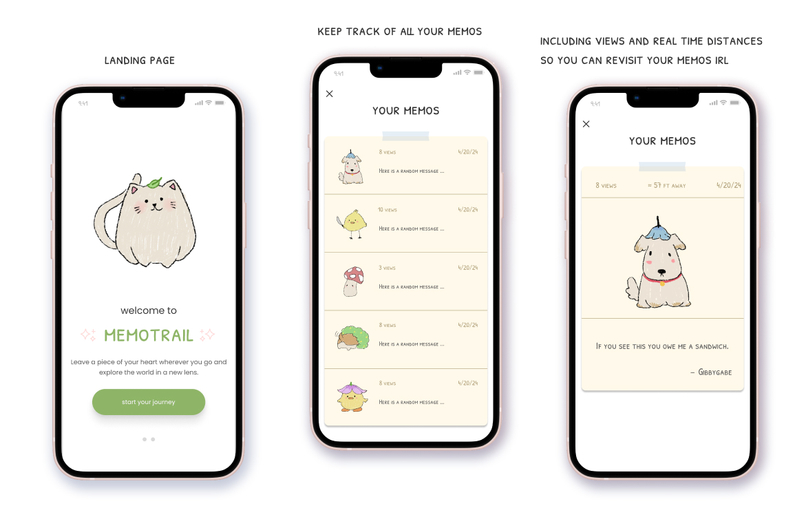 LANDING PAGE
9:41
welcome to
MEMOTRAIL
Leave a piece of your heart wherever you go and
explore the world in a new lens.
start your journey
KEEP TRACK OF ALL YOUR MEMOS
9:41
YOUR MEMOS
8 VIEWS 4/20/24
HERE IS A RANDOM MESSAGE ...
10 VIEWS 4/20/24
HERE IS A RANDOM MESSAGE ...
3 VIEWS 4/20/24
HERE IS A RANDOM MESSAGE ...
8 VIEWS 4/20/24
HERE IS A RANDOM MESSAGE ...
8 VIEWS 4/20/24
HERE IS A RANDOM MESSAGE ...
INCLUDING VIEWS AND REAL TIME DISTANCES
SO YOU CAN REVISIT YOUR MEMOS IRL
9:41
YOUR MEMOS
8 VIEWS ≈ 57 FT AWAY 4/20/24
IF YOU SEE THIS YOU OWE ME A SANDWICH.
~ GIBBYGABE